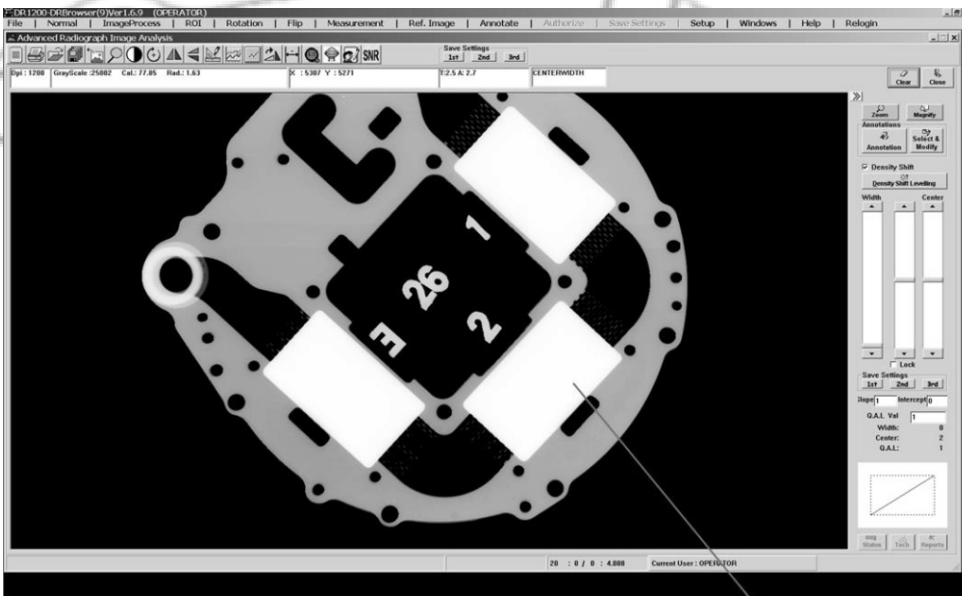 DR1200-DRBrowser(9)Ver1.6.9 (OPERATOR)
File | Normal | ImageProcess | ROI | Rotation | Flip | Measurement | Ref. Image | Annotate | Authorize | Save Settings | Setup | Windows | Help | Relogin
Advanced Radiograph Image Analysis
SNR
Save Settings
1st 2nd 3rd
Dpi : 1200 GrayScale :25002 Cal.: 77.05 Rad.: 1.63 X : 5307 Y : 5271 T:2.5 A: 2.7 CENTERWIDTH
Clear Close
Zoom Magnify
Annotations
Annotation Select & Modify
Density Shift
Density Shift Levelling
Width Center
Lock
Save Settings
1st 2nd 3rd
Slope 1 Intercept 0
Q.A.L Val 1
Width: 0
Center: 2
Q.A.L: 1
Status Tech Reports
1
26
2
E
20 : 0 / 0 : 4.000 Current User : OPERATOR